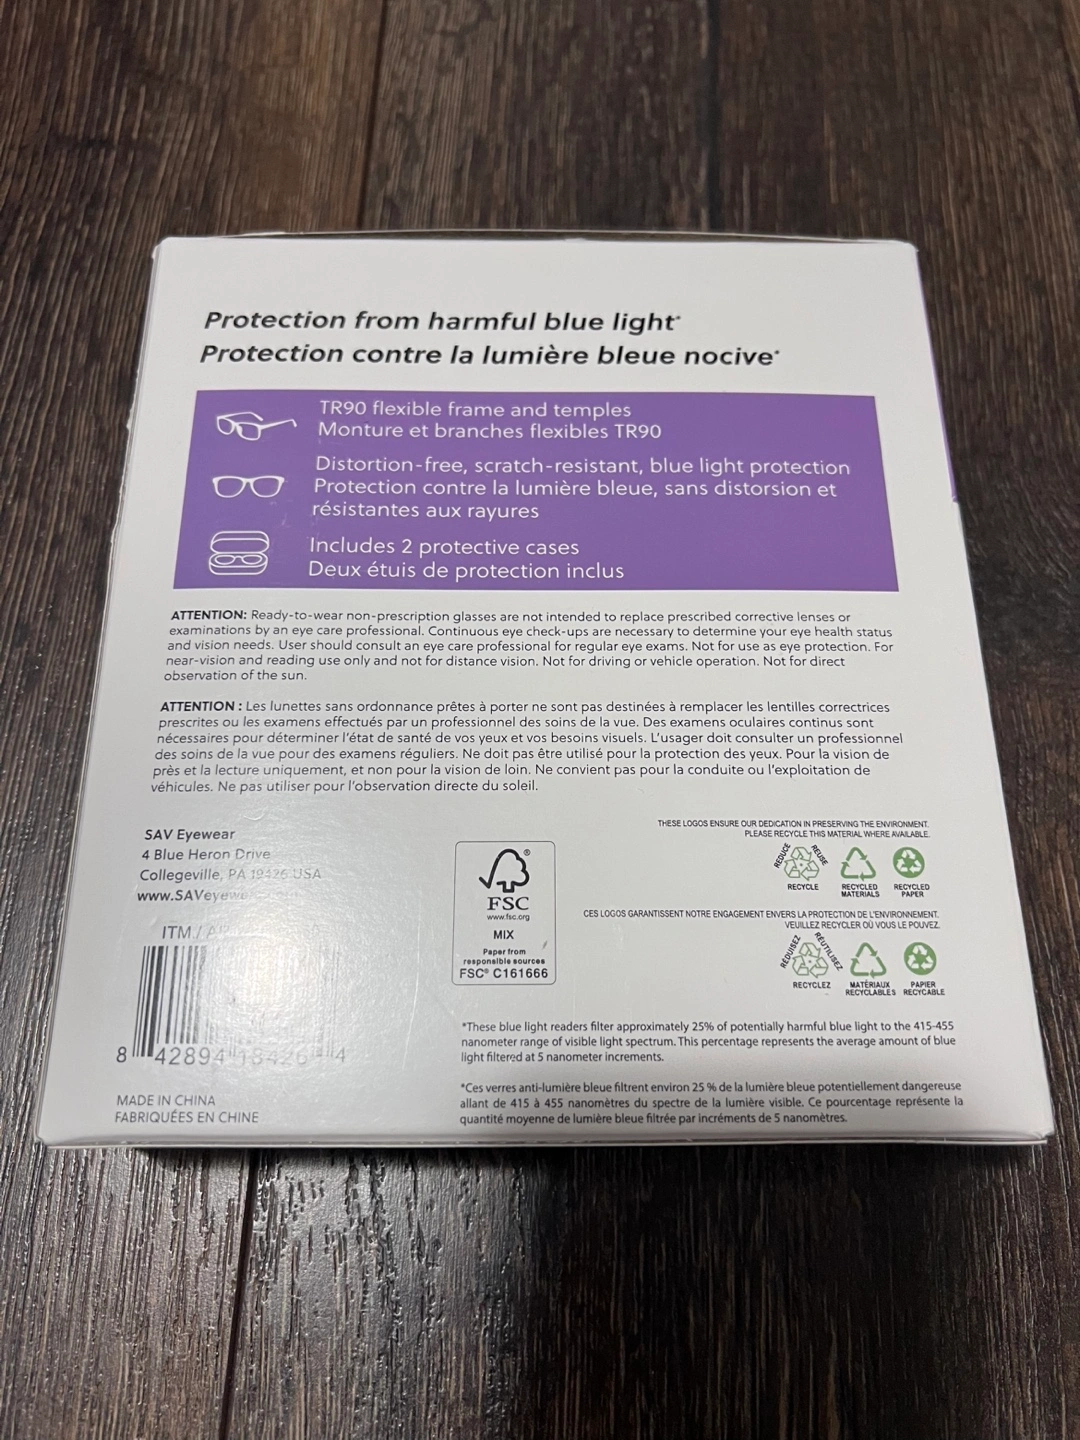 Protection from harmful blue light*
Protection contre la lumière bleue nocive*
TR90 flexible frame and temples
Monture et branches flexibles TR90
Distortion-free, scratch-resistant, blue light protection
Protection contre la lumière bleue, sans distorsion et
résistantes aux rayures
Includes 2 protective cases
Deux étuis de protection inclus
ATTENTION: Ready-to-wear non-prescription glasses are not intended to replace prescribed corrective lenses or
examinations by an eye care professional. Continuous eye check-ups are necessary to determine your eye health status
and vision needs. User should consult an eye care professional for regular eye exams. Not for use as eye protection. For
near-vision and reading use only and not for distance vision. Not for driving or vehicle operation. Not for direct
observation of the sun.
ATTENTION : Les lunettes sans ordonnance prêtes à porter ne sont pas destinées à remplacer les lentilles correctrices
prescrites ou les examens effectués par un professionnel des soins de la vue. Des examens oculaires continus sont
nécessaires pour déterminer l'état de santé de vos yeux et vos besoins visuels. L'usager doit consulter un professionnel
des soins de la vue pour des examens réguliers. Ne doit pas être utilisé pour la protection des yeux. Pour la vision de
près et la lecture uniquement, et non pour la vision de loin. Ne convient pas pour la conduite ou l'exploitation de
véhicules. Ne pas utiliser pour l'observation directe du soleil.
SAV Eyewear
4 Blue Heron Drive
Collegeville, PA 19426 USA
ITM /
8 42894 18426 4
MADE IN CHINA
FABRIQUÉES EN CHINE
®
FSC
www.fsc.org
MIX
Paper from
responsible sources
FSC® C161666
THESE LOGOS ENSURE OUR DEDICATION IN PRESERVING THE ENVIRONMENT.
PLEASE RECYCLE THIS MATERIAL WHERE AVAILABLE.
REDUCE REUSE
RECYCLE
RECYCLED
MATERIALS
RECYCLED
PAPER
CES LOGOS GARANTISSENT NOTRE ENGAGEMENT ENVERS LA PROTECTION DE L'ENVIRONNEMENT.
VEUILLEZ RECYCLER OÙ VOUS LE POUVEZ.
RÉDUISEZ RÉUTILISEZ
RECYCLEZ
MATÉRIAUX
RECYCLABLES
PAPIER
RECYCABLE
*These blue light readers filter approximately 25% of potentially harmful blue light to the 415-455
nanometer range of visible light spectrum. This percentage represents the average amount of blue
light filtered at 5 nanometer increments.
*Ces verres anti-lumière bleue filtrent environ 25 % de la lumière bleue potentiellement dangereuse
allant de 415 à 455 nanomètres du spectre de la lumière visible. Ce pourcentage représente la
quantité moyenne de lumière bleue filtrée par incréments de 5 nanomètres.